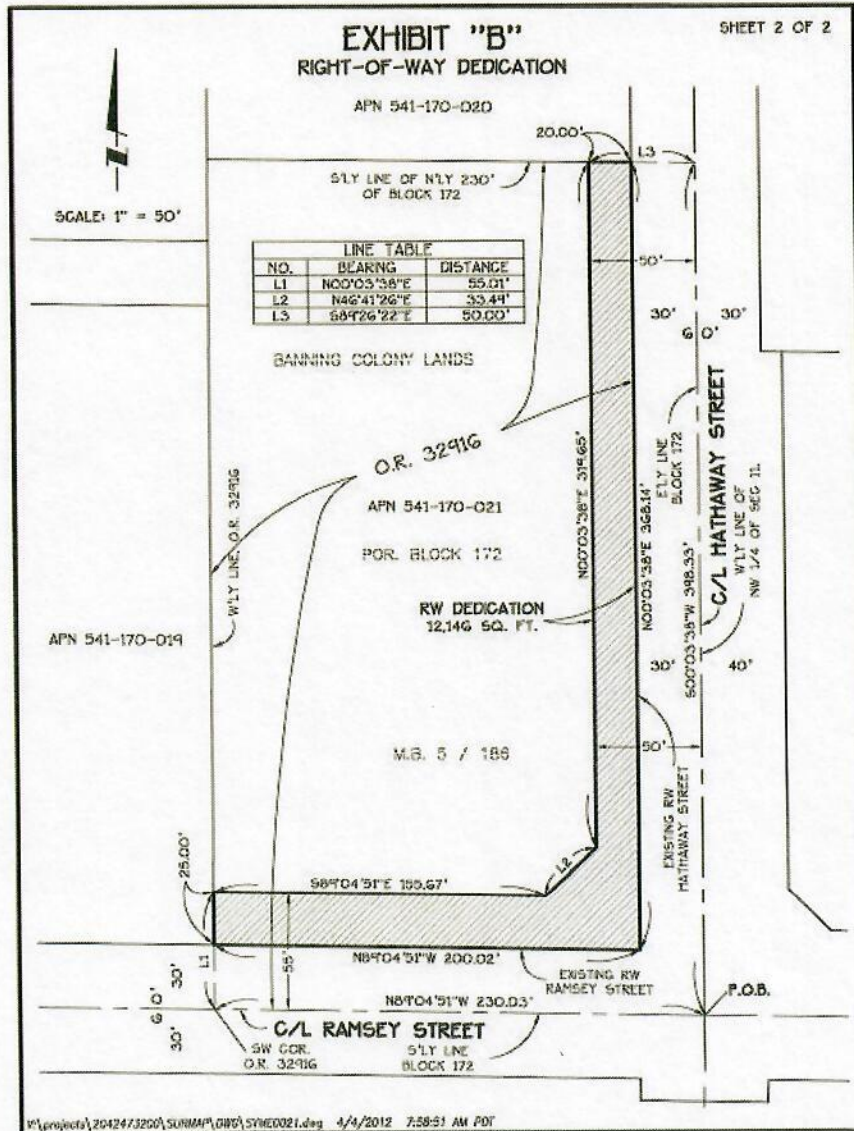 EXHIBIT "B"
SHEET 2 OF 2
RIGHT-OF-WAY DEDICATION
APN 541-170-020
20.00'
L3
S'LY LINE OF N'LY 230'
OF BLOCK 172
SCALE: 1" = 50'
LINE TABLE
NO. BEARING DISTANCE
L1 N00°03'38"E 55.01'
L2 N46°41'26"E 33.49'
L3 S89°26'22"E 50.00'
50'
30' 30'
60'
BANNING COLONY LANDS
O.R. 32916
APN 541-170-021
POR. BLOCK 172
W'LY LINE O.R. 32916
N00°03'38"E 319.65'
N00°03'38"E 368.14'
E'LY LINE
BLOCK 172
S00°03'38"W 398.33'
C/L HATHAWAY STREET
W'LY LINE OF
NW 1/4 OF SEC 11.
RW DEDICATION
12,146 SQ. FT.
APN 541-170-019
30' 40'
M.B. 5 / 186
50'
EXISTING RW
HATHAWAY STREET
25.00'
L2
S89°04'51"E 155.67'
L1
55'
N89°04'51"W 200.02'
EXISTING RW
RAMSEY STREET
30'
60'
30'
N89°04'51"W 230.03'
P.O.B.
C/L RAMSEY STREET
SW COR.
O.R. 32916
S'LY LINE
BLOCK 172
V:\projects\2042473200\SURMAP\DWG\SYME0021.dwg 4/4/2012 7:58:51 AM PDT